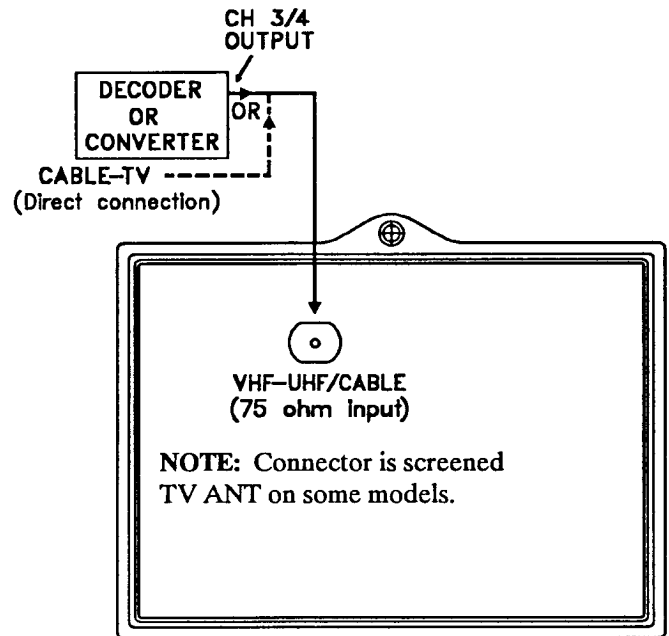 CH 3/4
OUTPUT
DECODER
OR
CONVERTER
OR
CABLE-TV
(Direct connection)
VHF-UHF/CABLE
(75 ohm input)
NOTE: Connector is screened
TV ANT on some models.